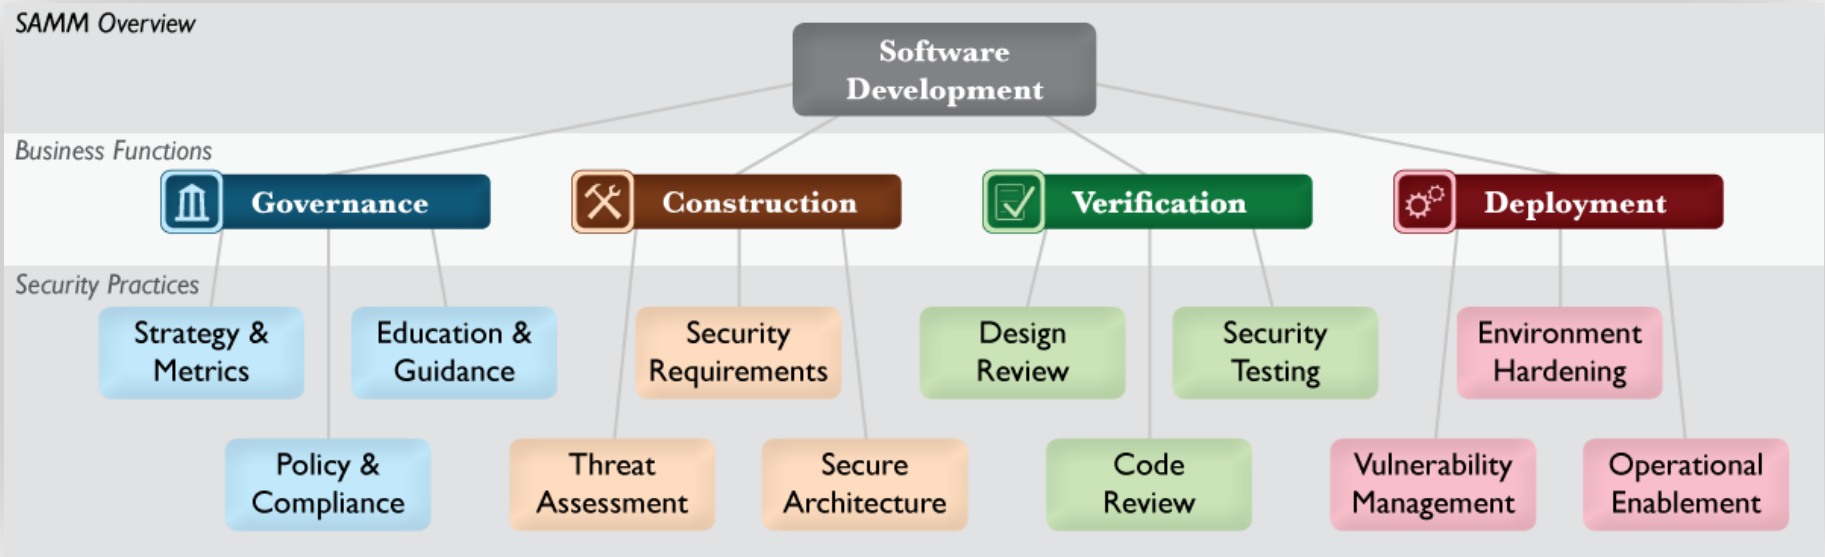 SAMM Overview
Software
Development
Business Functions
Governance
Construction
Verification
Deployment
Security Practices
Strategy &
Metrics
Education &
Guidance
Policy &
Compliance
Security
Requirements
Threat
Assessment
Secure
Architecture
Design
Review
Security
Testing
Code
Review
Environment
Hardening
Vulnerability
Management
Operational
Enablement